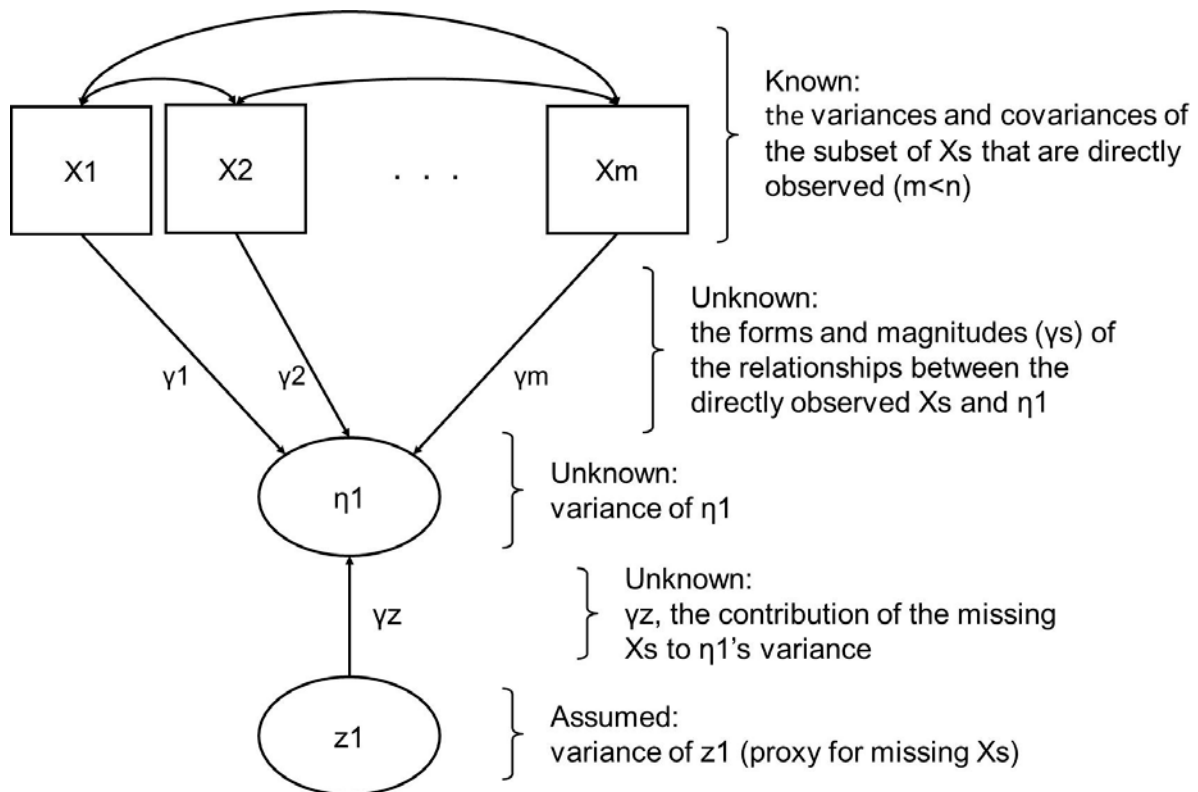 X1
X2
. . .
Xm
Known:
the variances and covariances of
the subset of Xs that are directly
observed (m<n)
γ1
γ2
γm
Unknown:
the forms and magnitudes (γs) of
the relationships between the
directly observed Xs and η1
η1
Unknown:
variance of η1
γz
Unknown:
γz, the contribution of the missing
Xs to η1’s variance
z1
Assumed:
variance of z1 (proxy for missing Xs)